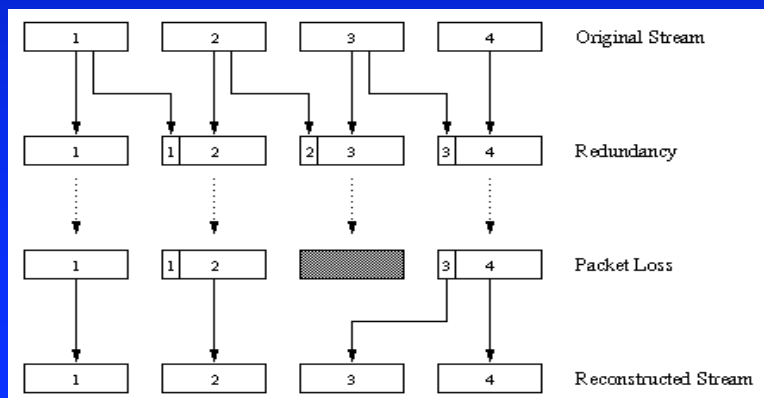 1 2 3 4 Original Stream
1 1 2 2 3 3 4 Redundancy
1 1 2 3 4 Packet Loss
1 2 3 4 Reconstructed Stream